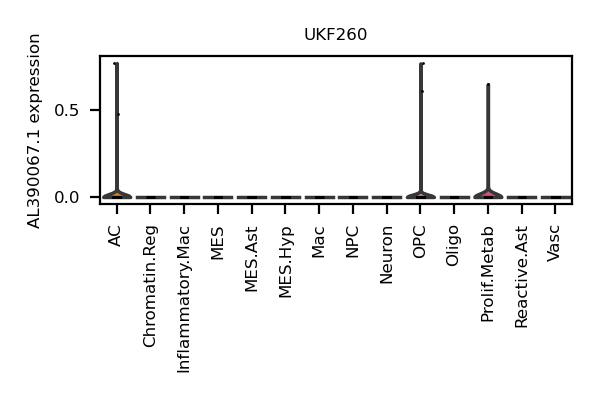 UKF260
AL390067.1 expression
0.5
0.0
AC
Chromatin.Reg
Inflammatory.Mac
MES
MES.Ast
MES.Hyp
Mac
NPC
Neuron
OPC
Oligo
Prolif.Metab
Reactive.Ast
Vasc